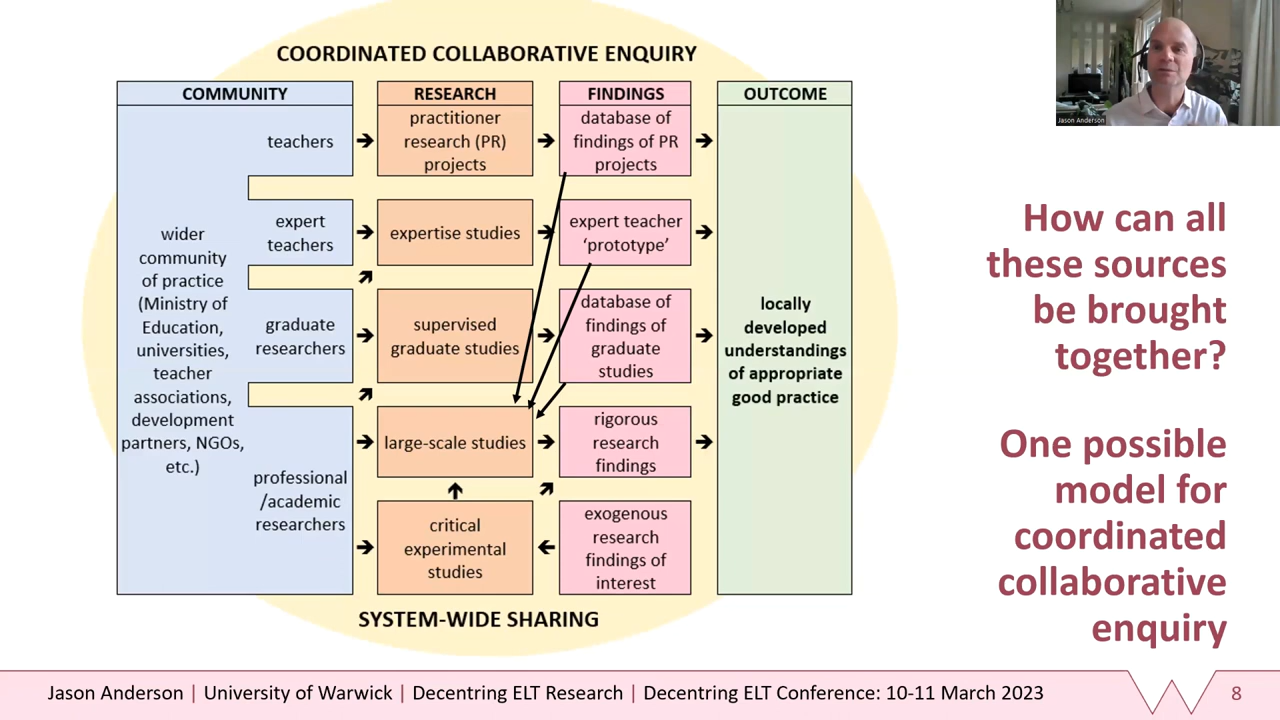 COORDINATED COLLABORATIVE ENQUIRY
COMMUNITY
RESEARCH
FINDINGS
OUTCOME
teachers
practitioner
research (PR)
projects
database of
findings of PR
projects
expert
teachers
expertise studies
expert teacher
‘prototype’
wider
community
of practice
(Ministry of
Education,
universities,
teacher
associations,
development
partners, NGOs,
etc.)
graduate
researchers
supervised
graduate studies
database of
findings of
graduate
studies
locally
developed
understandings
of appropriate
good practice
professional
/academic
researchers
large-scale studies
rigorous
research
findings
critical
experimental
studies
exogenous
research
findings of
interest
SYSTEM-WIDE SHARING
Jason Anderson
How can all
these sources
be brought
together?
One possible
model for
coordinated
collaborative
enquiry
Jason Anderson | University of Warwick | Decentring ELT Research | Decentring ELT Conference: 10-11 March 2023
8